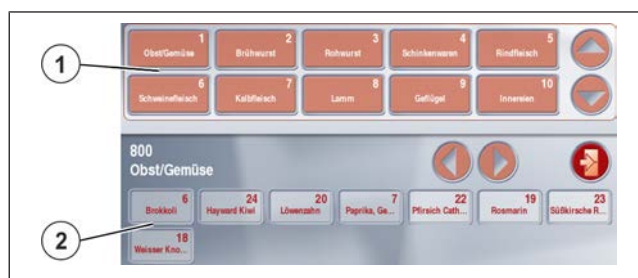 1 2 3 4 5
Obst/Gemüse Brühwurst Rohwurst Schinkenwaren Rindfleisch
1
6 7 8 9 10
Schweinefleisch Kalbfleisch Lamm Geflügel Innereien
800
Obst/Gemüse
6 24 20 7 22 19 23
Brokkoli Hayward Kiwi Löwenzahn Paprika, Ge... Pfirsich Cath... Rosmarin Süßkirsche R...
2
18
Weisser Kno...